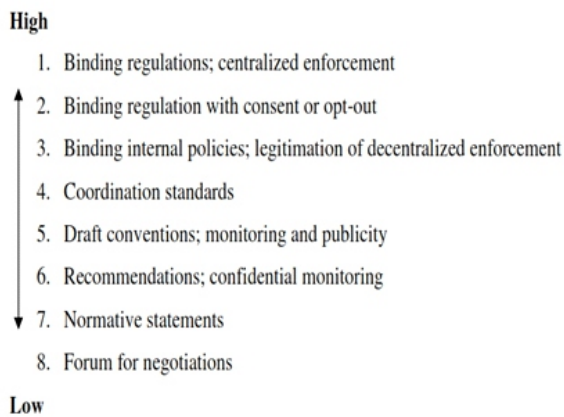 High
1. Binding regulations; centralized enforcement
2. Binding regulation with consent or opt-out
3. Binding internal policies; legitimation of decentralized enforcement
4. Coordination standards
5. Draft conventions; monitoring and publicity
6. Recommendations; confidential monitoring
7. Normative statements
8. Forum for negotiations
Low